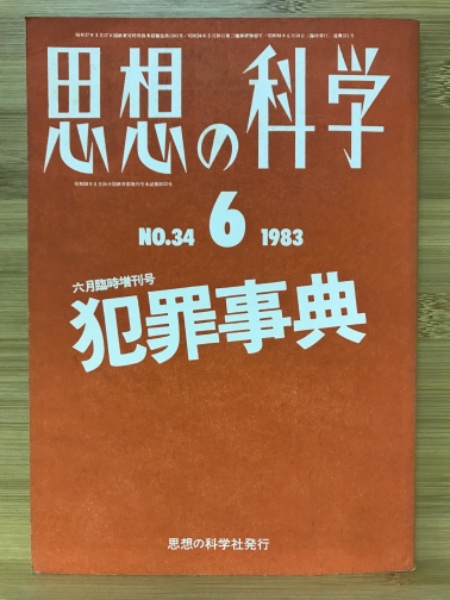 思想の科学
NO.34 6 1983
六月臨時増刊号
犯罪事典
思想の科学社発行